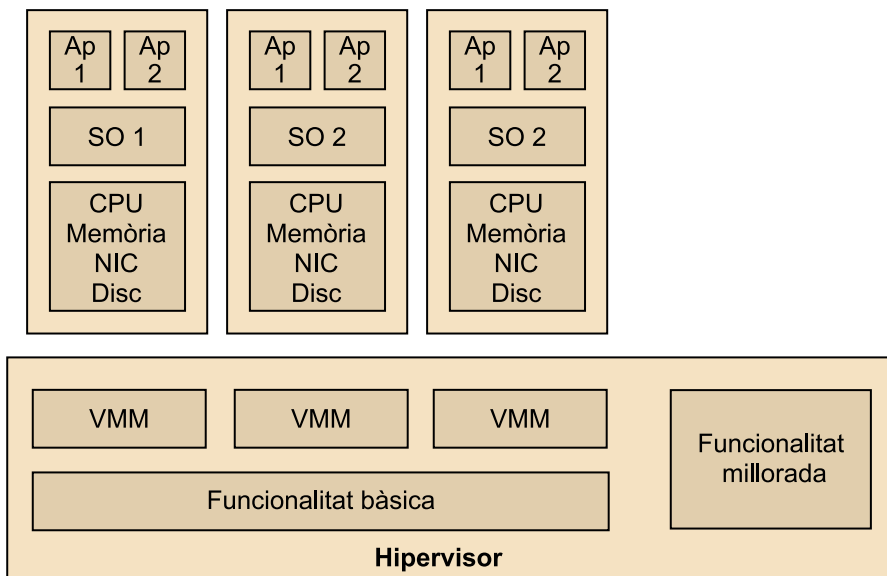 Ap
1
Ap
2
SO 1
CPU
Memòria
NIC
Disc
Ap
1
Ap
2
SO 2
CPU
Memòria
NIC
Disc
Ap
1
Ap
2
SO 2
CPU
Memòria
NIC
Disc
VMM
VMM
VMM
Funcionalitat bàsica
Funcionalitat
millorada
Hipervisor